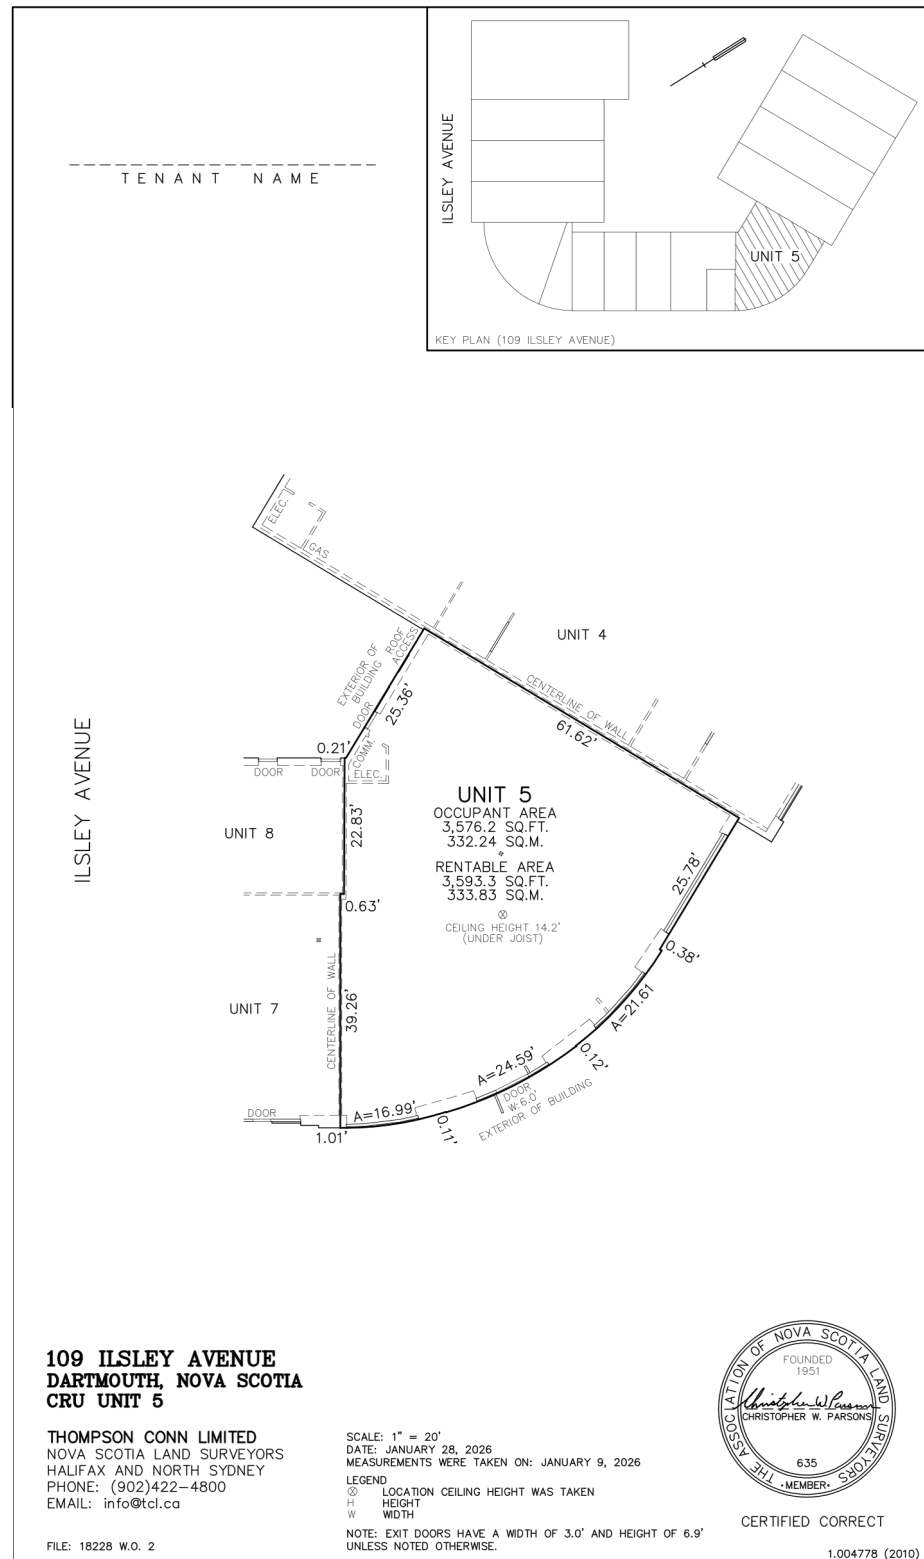 TENANT NAME
ILSLEY AVENUE
UNIT 5
KEY PLAN (109 ILSLEY AVENUE)
ELEC.
GAS
UNIT 4
EXTERIOR OF
BUILDING
ROOF
ACCESS
CENTERLINE OF WALL
61.62'
25.36'
DOOR
COMM.
ELEC.
0.21'
DOOR
DOOR
ILSLEY AVENUE
UNIT 8
22.83'
UNIT 5
OCCUPANT AREA
3,576.2 SQ.FT.
332.24 SQ.M.
RENTABLE AREA
3,593.3 SQ.FT.
333.83 SQ.M.
CEILING HEIGHT 14.2'
(UNDER JOIST)
25.78'
0.63'
0.38'
UNIT 7
CENTERLINE OF WALL
39.26'
A=21.61
0.12'
A=24.59'
DOOR
W: 6.0'
EXTERIOR OF BUILDING
A=16.99'
0.11'
DOOR
1.01'
109 ILSLEY AVENUE
DARTMOUTH, NOVA SCOTIA
CRU UNIT 5
THOMPSON CONN LIMITED
NOVA SCOTIA LAND SURVEYORS
HALIFAX AND NORTH SYDNEY
PHONE: (902)422-4800
EMAIL: info@tcl.ca
FILE: 18228 W.O. 2
SCALE: 1" = 20'
DATE: JANUARY 28, 2026
MEASUREMENTS WERE TAKEN ON: JANUARY 9, 2026
LEGEND
⊗ LOCATION CEILING HEIGHT WAS TAKEN
H HEIGHT
W WIDTH
NOTE: EXIT DOORS HAVE A WIDTH OF 3.0' AND HEIGHT OF 6.9'
UNLESS NOTED OTHERWISE.
THE ASSOCIATION OF NOVA SCOTIA LAND SURVEYORS
FOUNDED
1951
Christopher W Parsons
CHRISTOPHER W. PARSONS
635
·MEMBER·
CERTIFIED CORRECT
1.004778 (2010)